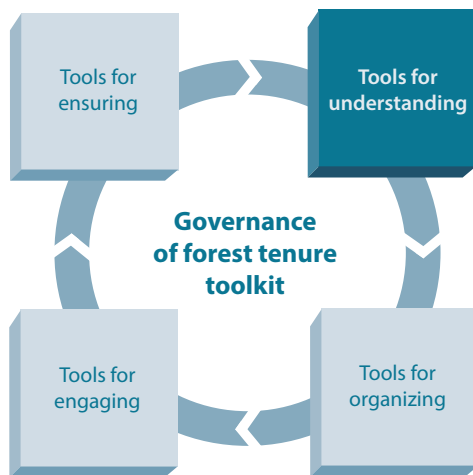 Tools for
ensuring
Tools for
understanding
Governance
of forest tenure
toolkit
Tools for
engaging
Tools for
organizing